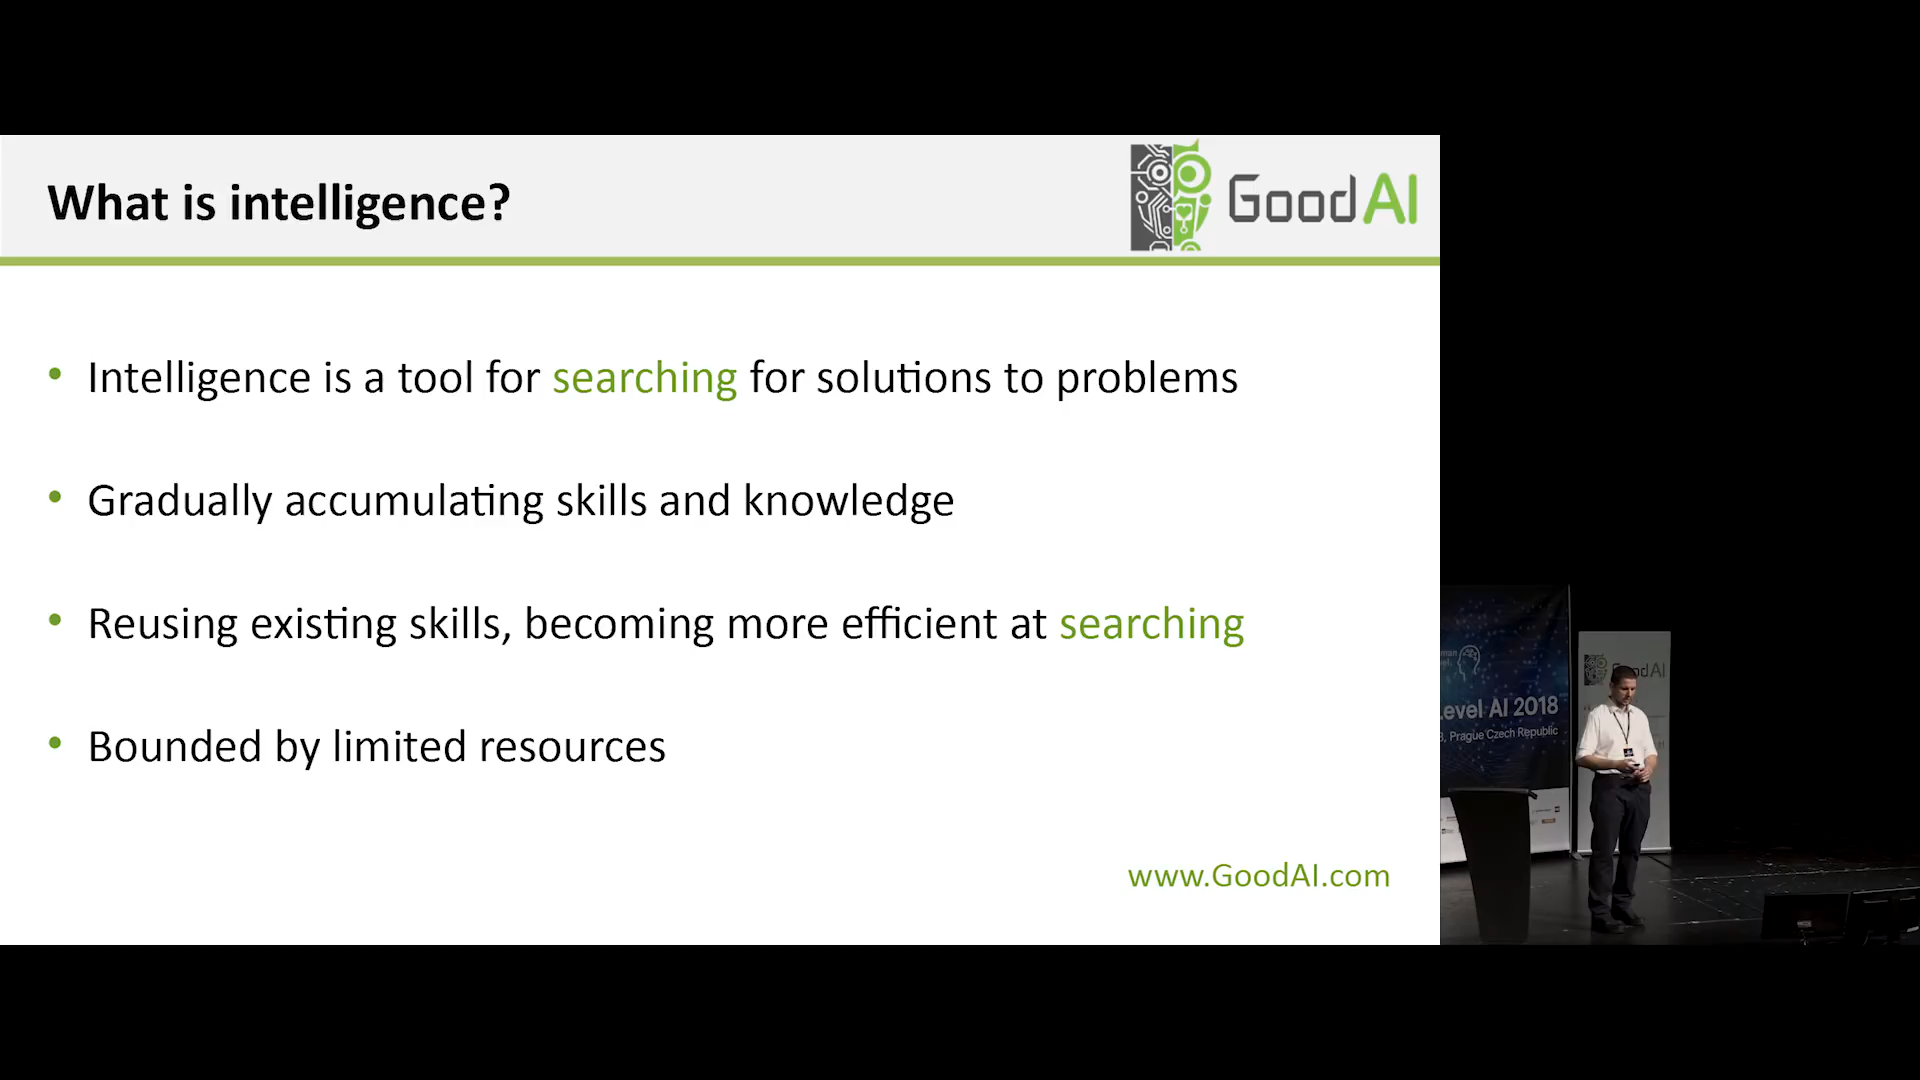 What is intelligence?
GoodAI
• Intelligence is a tool for searching for solutions to problems
• Gradually accumulating skills and knowledge
• Reusing existing skills, becoming more efficient at searching
• Bounded by limited resources
www.GoodAI.com
Level AI 2018
, Prague Czech Republic
GoodAI